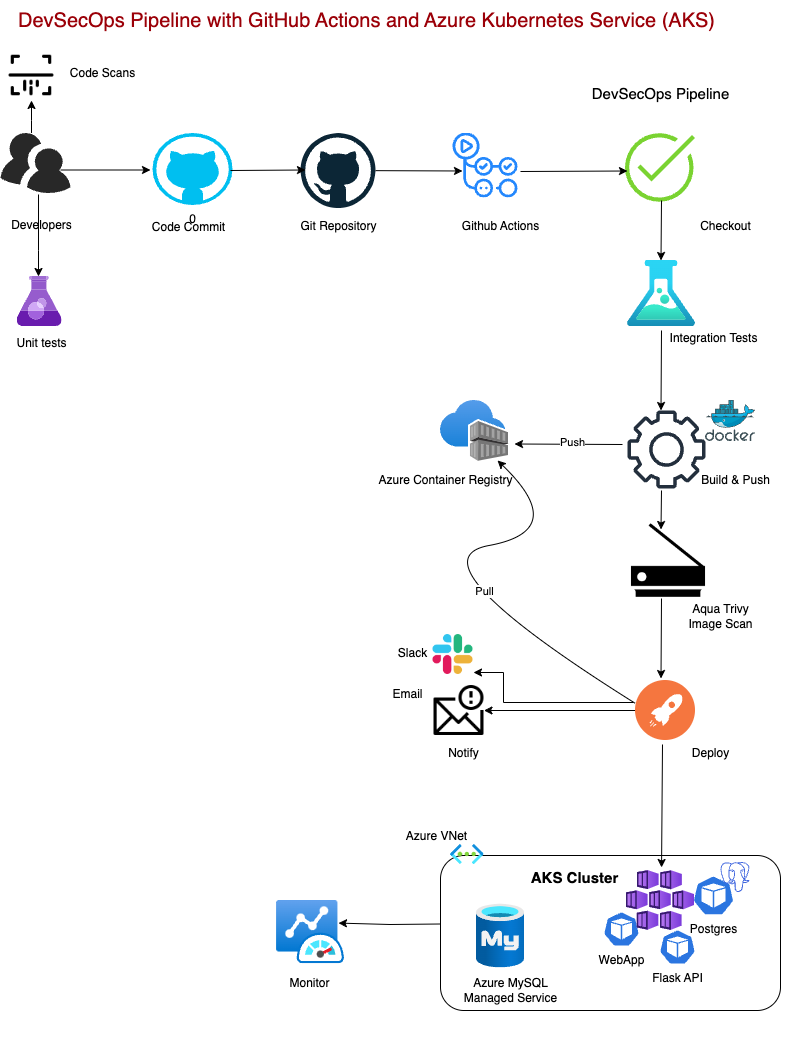 DevSecOps Pipeline with GitHub Actions and Azure Kubernetes Service (AKS)
Code Scans
DevSecOps Pipeline
Developers
0
Code Commit
Git Repository
Github Actions
Checkout
Unit tests
Integration Tests
docker
Push
Azure Container Registry
Build & Push
Pull
Aqua Trivy
Image Scan
Slack
Email
Notify
Deploy
Azure VNet
AKS Cluster
My
Postgres
WebApp
Flask API
Monitor
Azure MySQL
Managed Service